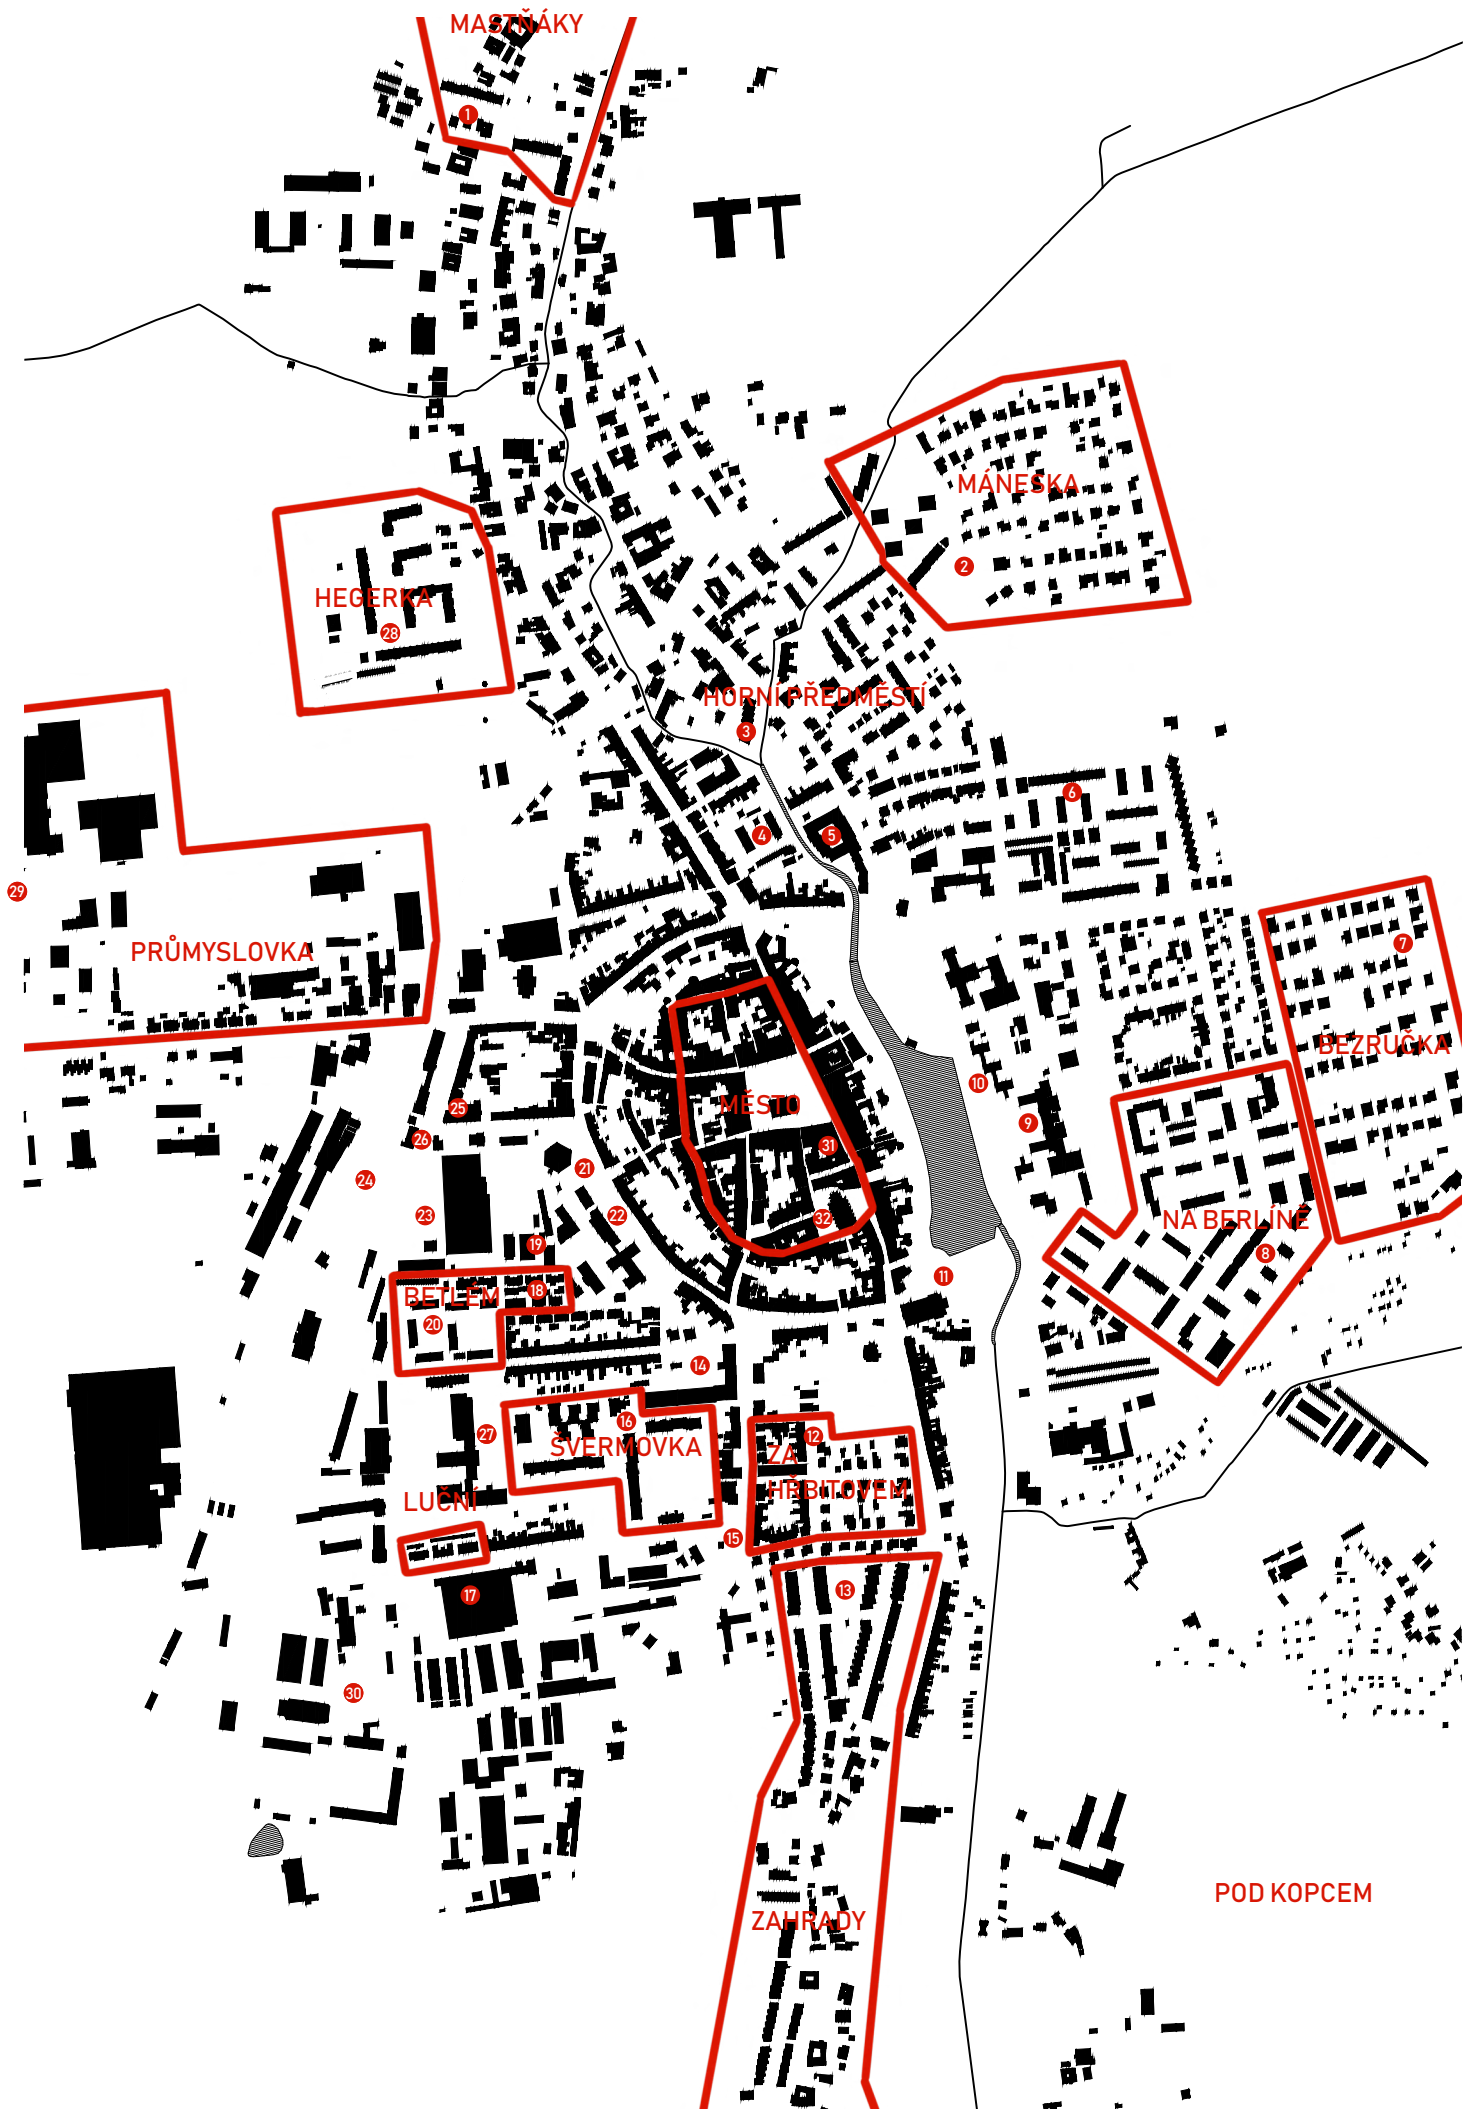 MASTŇÁKY
1
MÁNESKA
2
HEGERKA
28
HORNÍ PŘEDMĚSTÍ
3
6
4
5
29
PRŮMYSLOVKA
7
BEZRUČKA
10
MĚSTO
25
9
26
31
21
24
23
22
32
NA BERLÍNĚ
19
8
11
18
BETLÉM
20
14
16
27
12
ŠVERMOVKA
ZA
HŘBITOVEM
LUČNÍ
15
17
13
30
POD KOPCEM
ZAHRADY